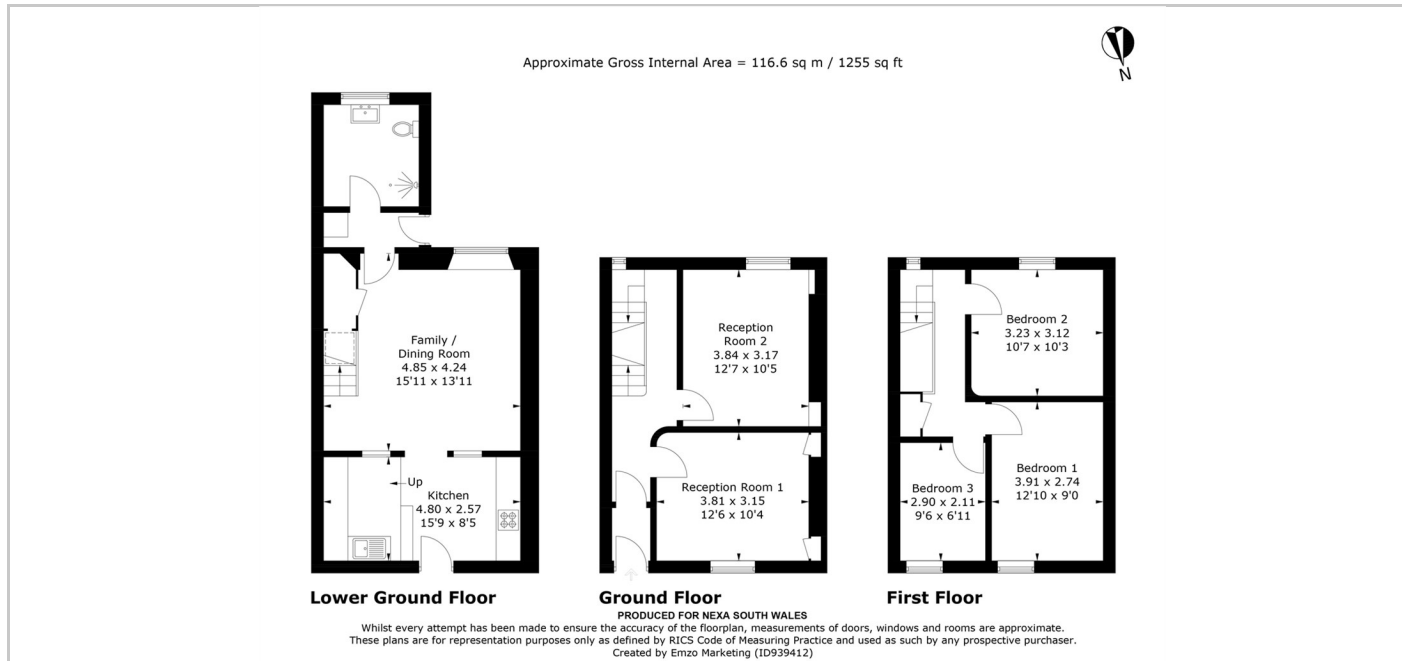 Approximate Gross Internal Area = 116.6 sq m / 1255 sq ft
N
Family /
Dining Room
4.85 x 4.24
15'11 x 13'11
Up
Kitchen
4.80 x 2.57
15'9 x 8'5
Lower Ground Floor
Reception
Room 2
3.84 x 3.17
12'7 x 10'5
Reception Room 1
3.81 x 3.15
12'6 x 10'4
Ground Floor
Bedroom 2
3.23 x 3.12
10'7 x 10'3
Bedroom 1
3.91 x 2.74
12'10 x 9'0
Bedroom 3
2.90 x 2.11
9'6 x 6'11
First Floor
PRODUCED FOR NEXA SOUTH WALES
Whilst every attempt has been made to ensure the accuracy of the floorplan, measurements of doors, windows and rooms are approximate.
These plans are for representation purposes only as defined by RICS Code of Measuring Practice and used as such by any prospective purchaser.
Created by Emzo Marketing (ID939412)